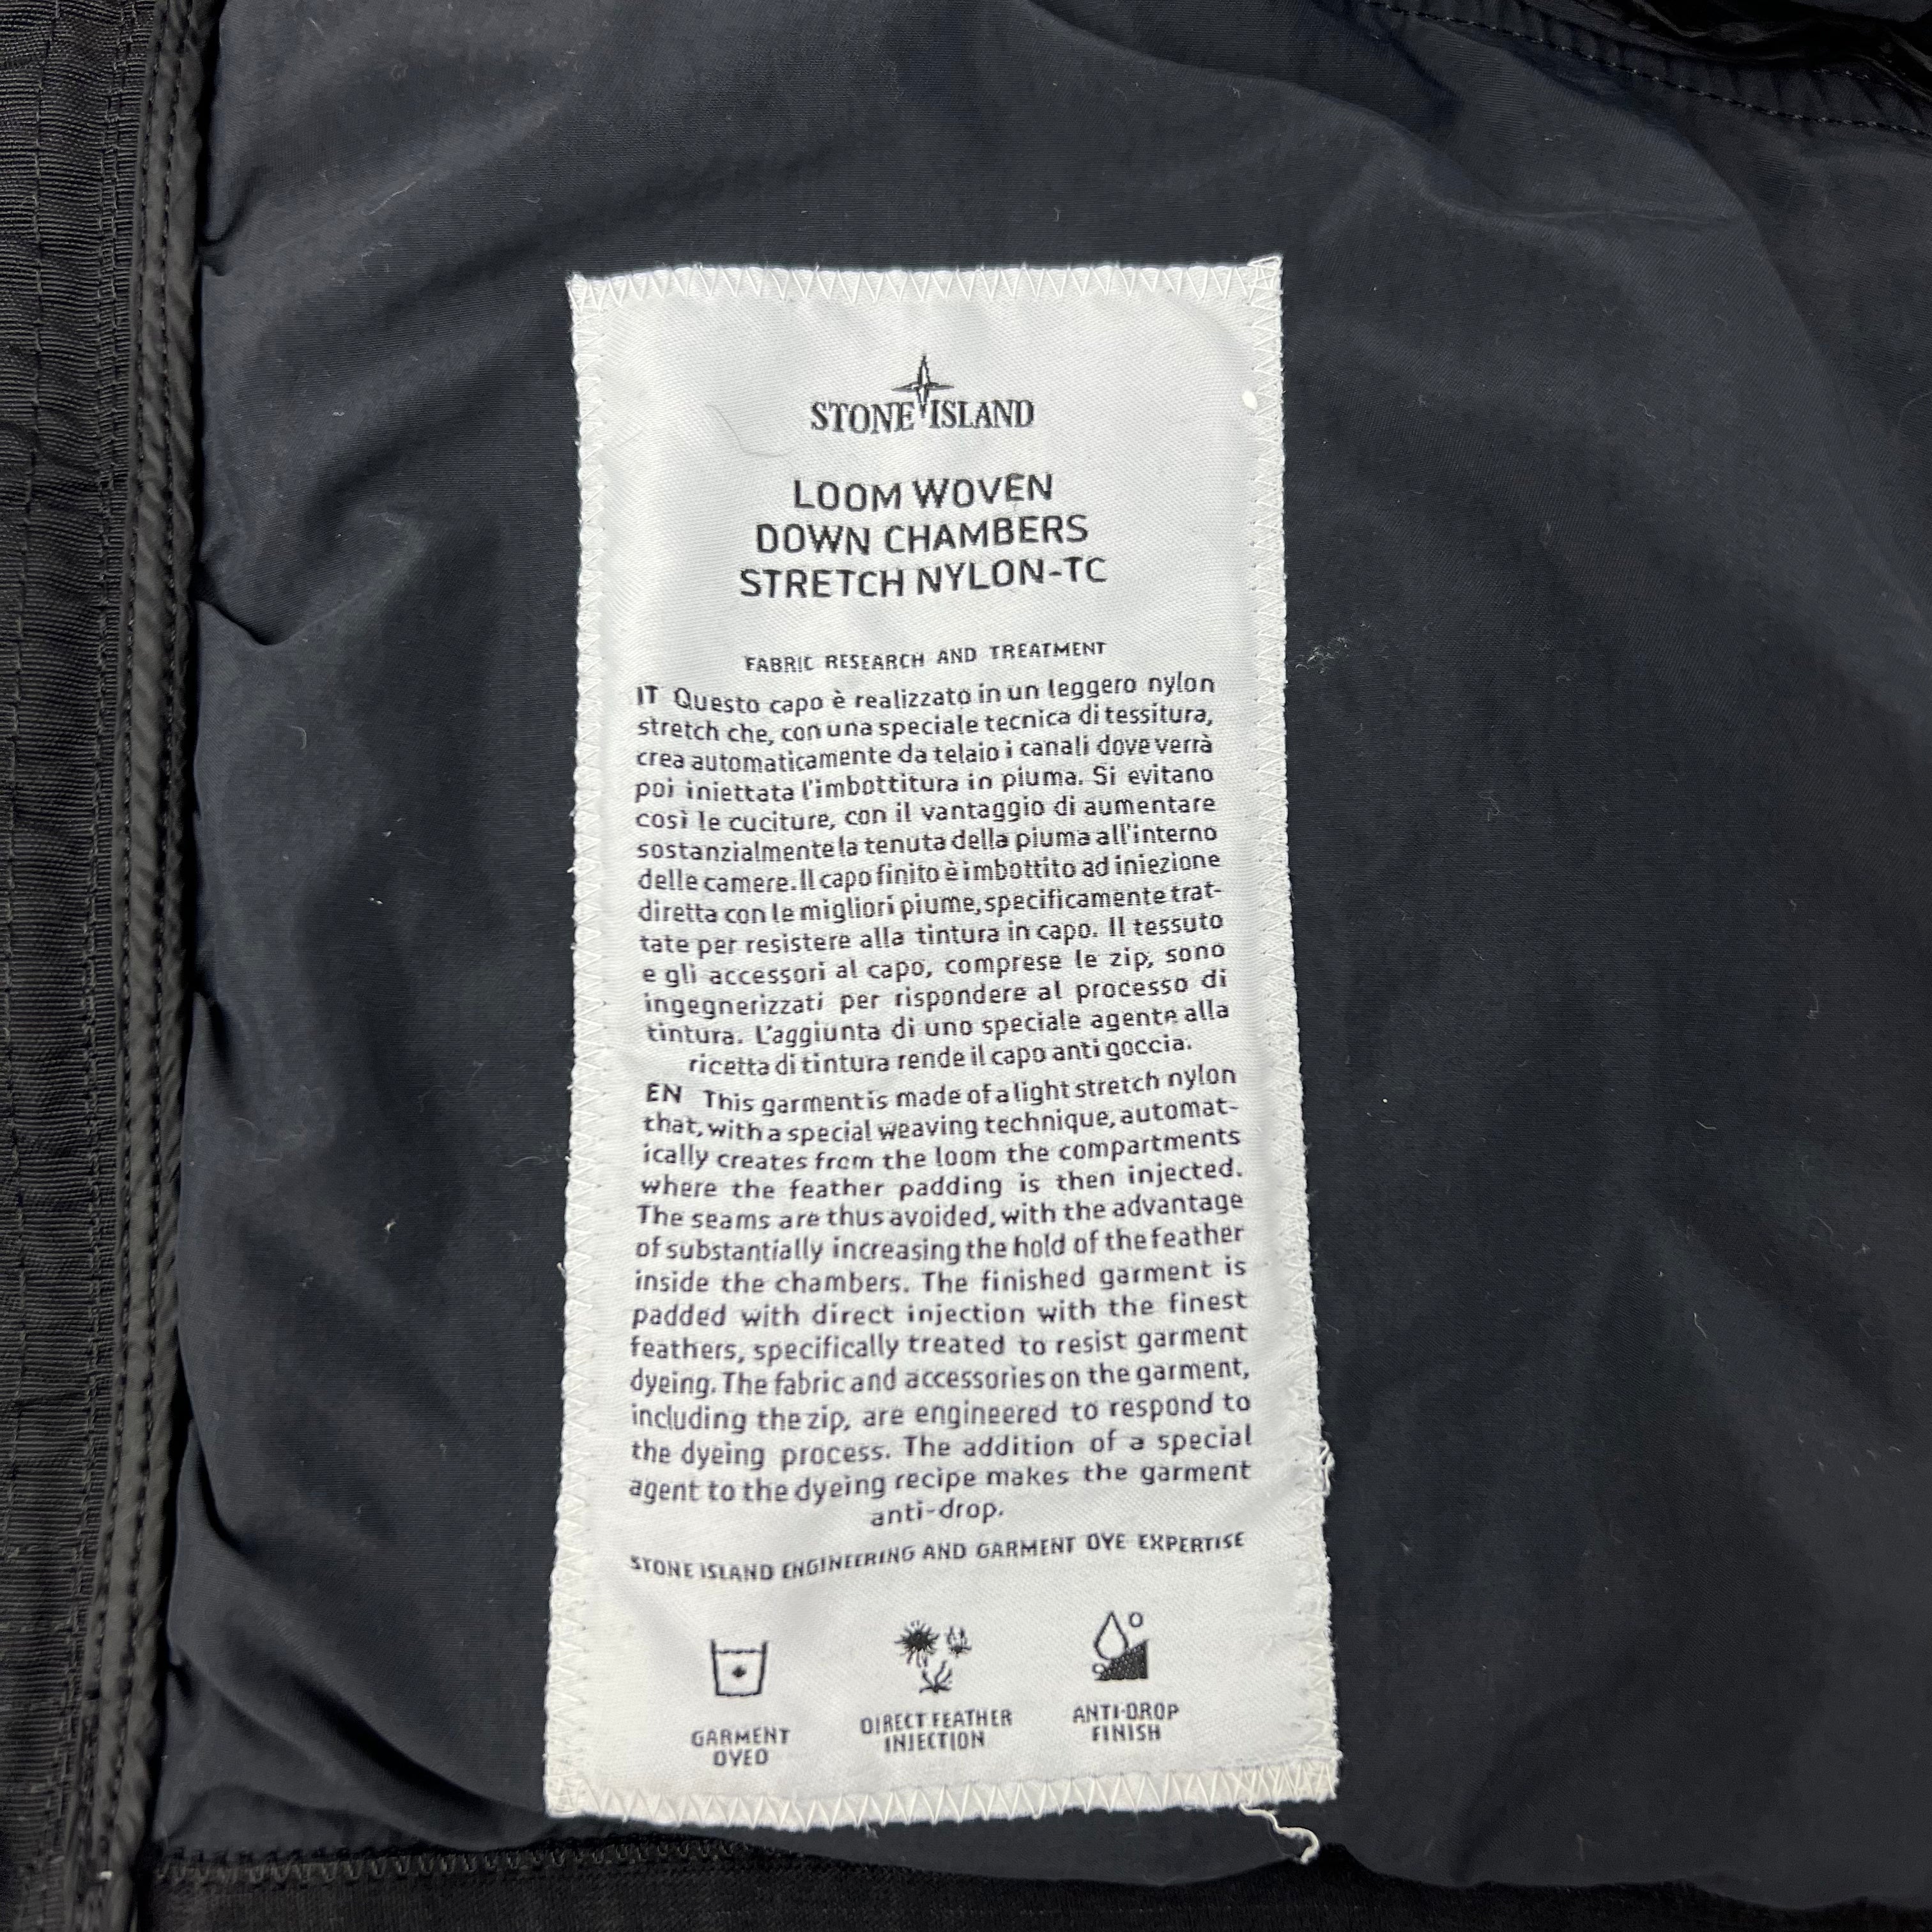 STONE ISLAND
LOOM WOVEN
DOWN CHAMBERS
STRETCH NYLON-TC
FABRIC RESEARCH AND TREATMENT
IT Questo capo è realizzato in un leggero nylon
stretch che, con una speciale tecnica di tessitura,
crea automaticamente da telaio i canali dove verrà
poi iniettata l'imbottitura in piuma. Si evitano
così le cuciture, con il vantaggio di aumentare
sostanzialmente la tenuta della piuma all'interno
delle camere. Il capo finito è imbottito ad iniezione
diretta con le migliori piume, specificamente trat-
tate per resistere alla tintura in capo. Il tessuto
e gli accessori al capo, comprese le zip, sono
ingegnerizzati per rispondere al processo di
tintura. L'aggiunta di uno speciale agente alla
ricetta di tintura rende il capo anti goccia.
EN This garment is made of a light stretch nylon
that, with a special weaving technique, automat-
ically creates from the loom the compartments
where the feather padding is then injected.
The seams are thus avoided, with the advantage
of substantially increasing the hold of the feather
inside the chambers. The finished garment is
padded with direct injection with the finest
feathers, specifically treated to resist garment
dyeing. The fabric and accessories on the garment,
including the zip, are engineered to respond to
the dyeing process. The addition of a special
agent to the dyeing recipe makes the garment
anti-drop.
STONE ISLAND ENGINEERING AND GARMENT DYE EXPERTISE
GARMENT
DYED
DIRECT FEATHER
INJECTION
ANTI-DROP
FINISH